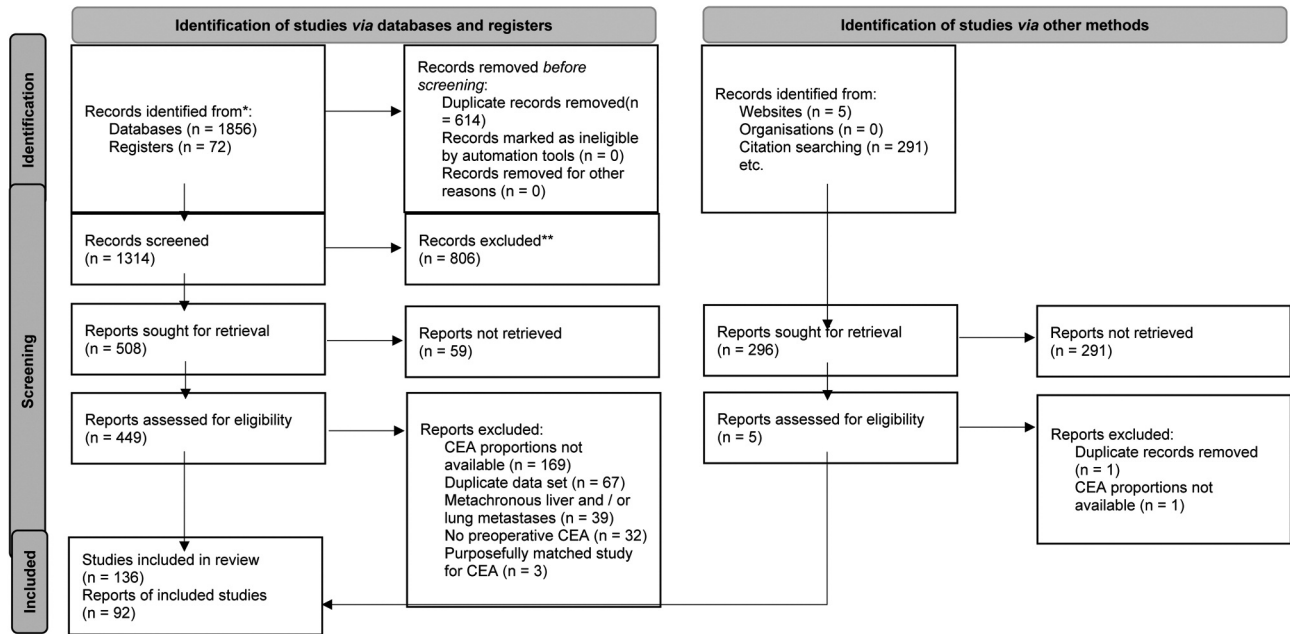 Identification of studies via databases and registers
Identification of studies via other methods
Identification
Records identified from*:
Databases (n = 1856)
Registers (n = 72)
Records removed before
screening:
Duplicate records removed(n
= 614)
Records marked as ineligible
by automation tools (n = 0)
Records removed for other
reasons (n = 0)
Records identified from:
Websites (n = 5)
Organisations (n = 0)
Citation searching (n = 291)
etc.
Screening
Records screened
(n = 1314)
Records excluded**
(n = 806)
Reports sought for retrieval
(n = 508)
Reports not retrieved
(n = 59)
Reports sought for retrieval
(n = 296)
Reports not retrieved
(n = 291)
Reports assessed for eligibility
(n = 449)
Reports excluded:
CEA proportions not
available (n = 169)
Duplicate data set (n = 67)
Metachronous liver and / or
lung metastases (n = 39)
No preoperative CEA (n = 32)
Purposefully matched study
for CEA (n = 3)
Reports assessed for eligibility
(n = 5)
Reports excluded:
Duplicate records removed
(n = 1)
CEA proportions not
available (n = 1)
Included
Studies included in review
(n = 136)
Reports of included studies
(n = 92)